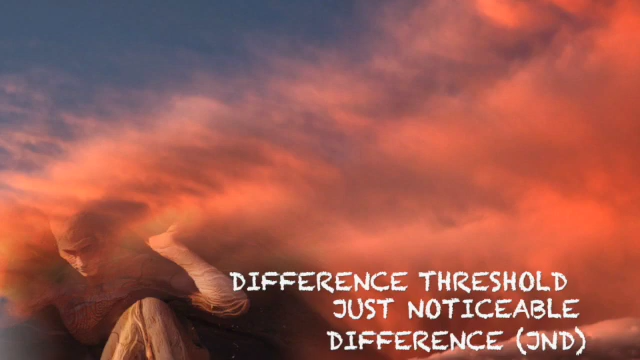 DIFFERENCE THRESHOLD
JUST NOTICEABLE
DIFFERENCE (JND)